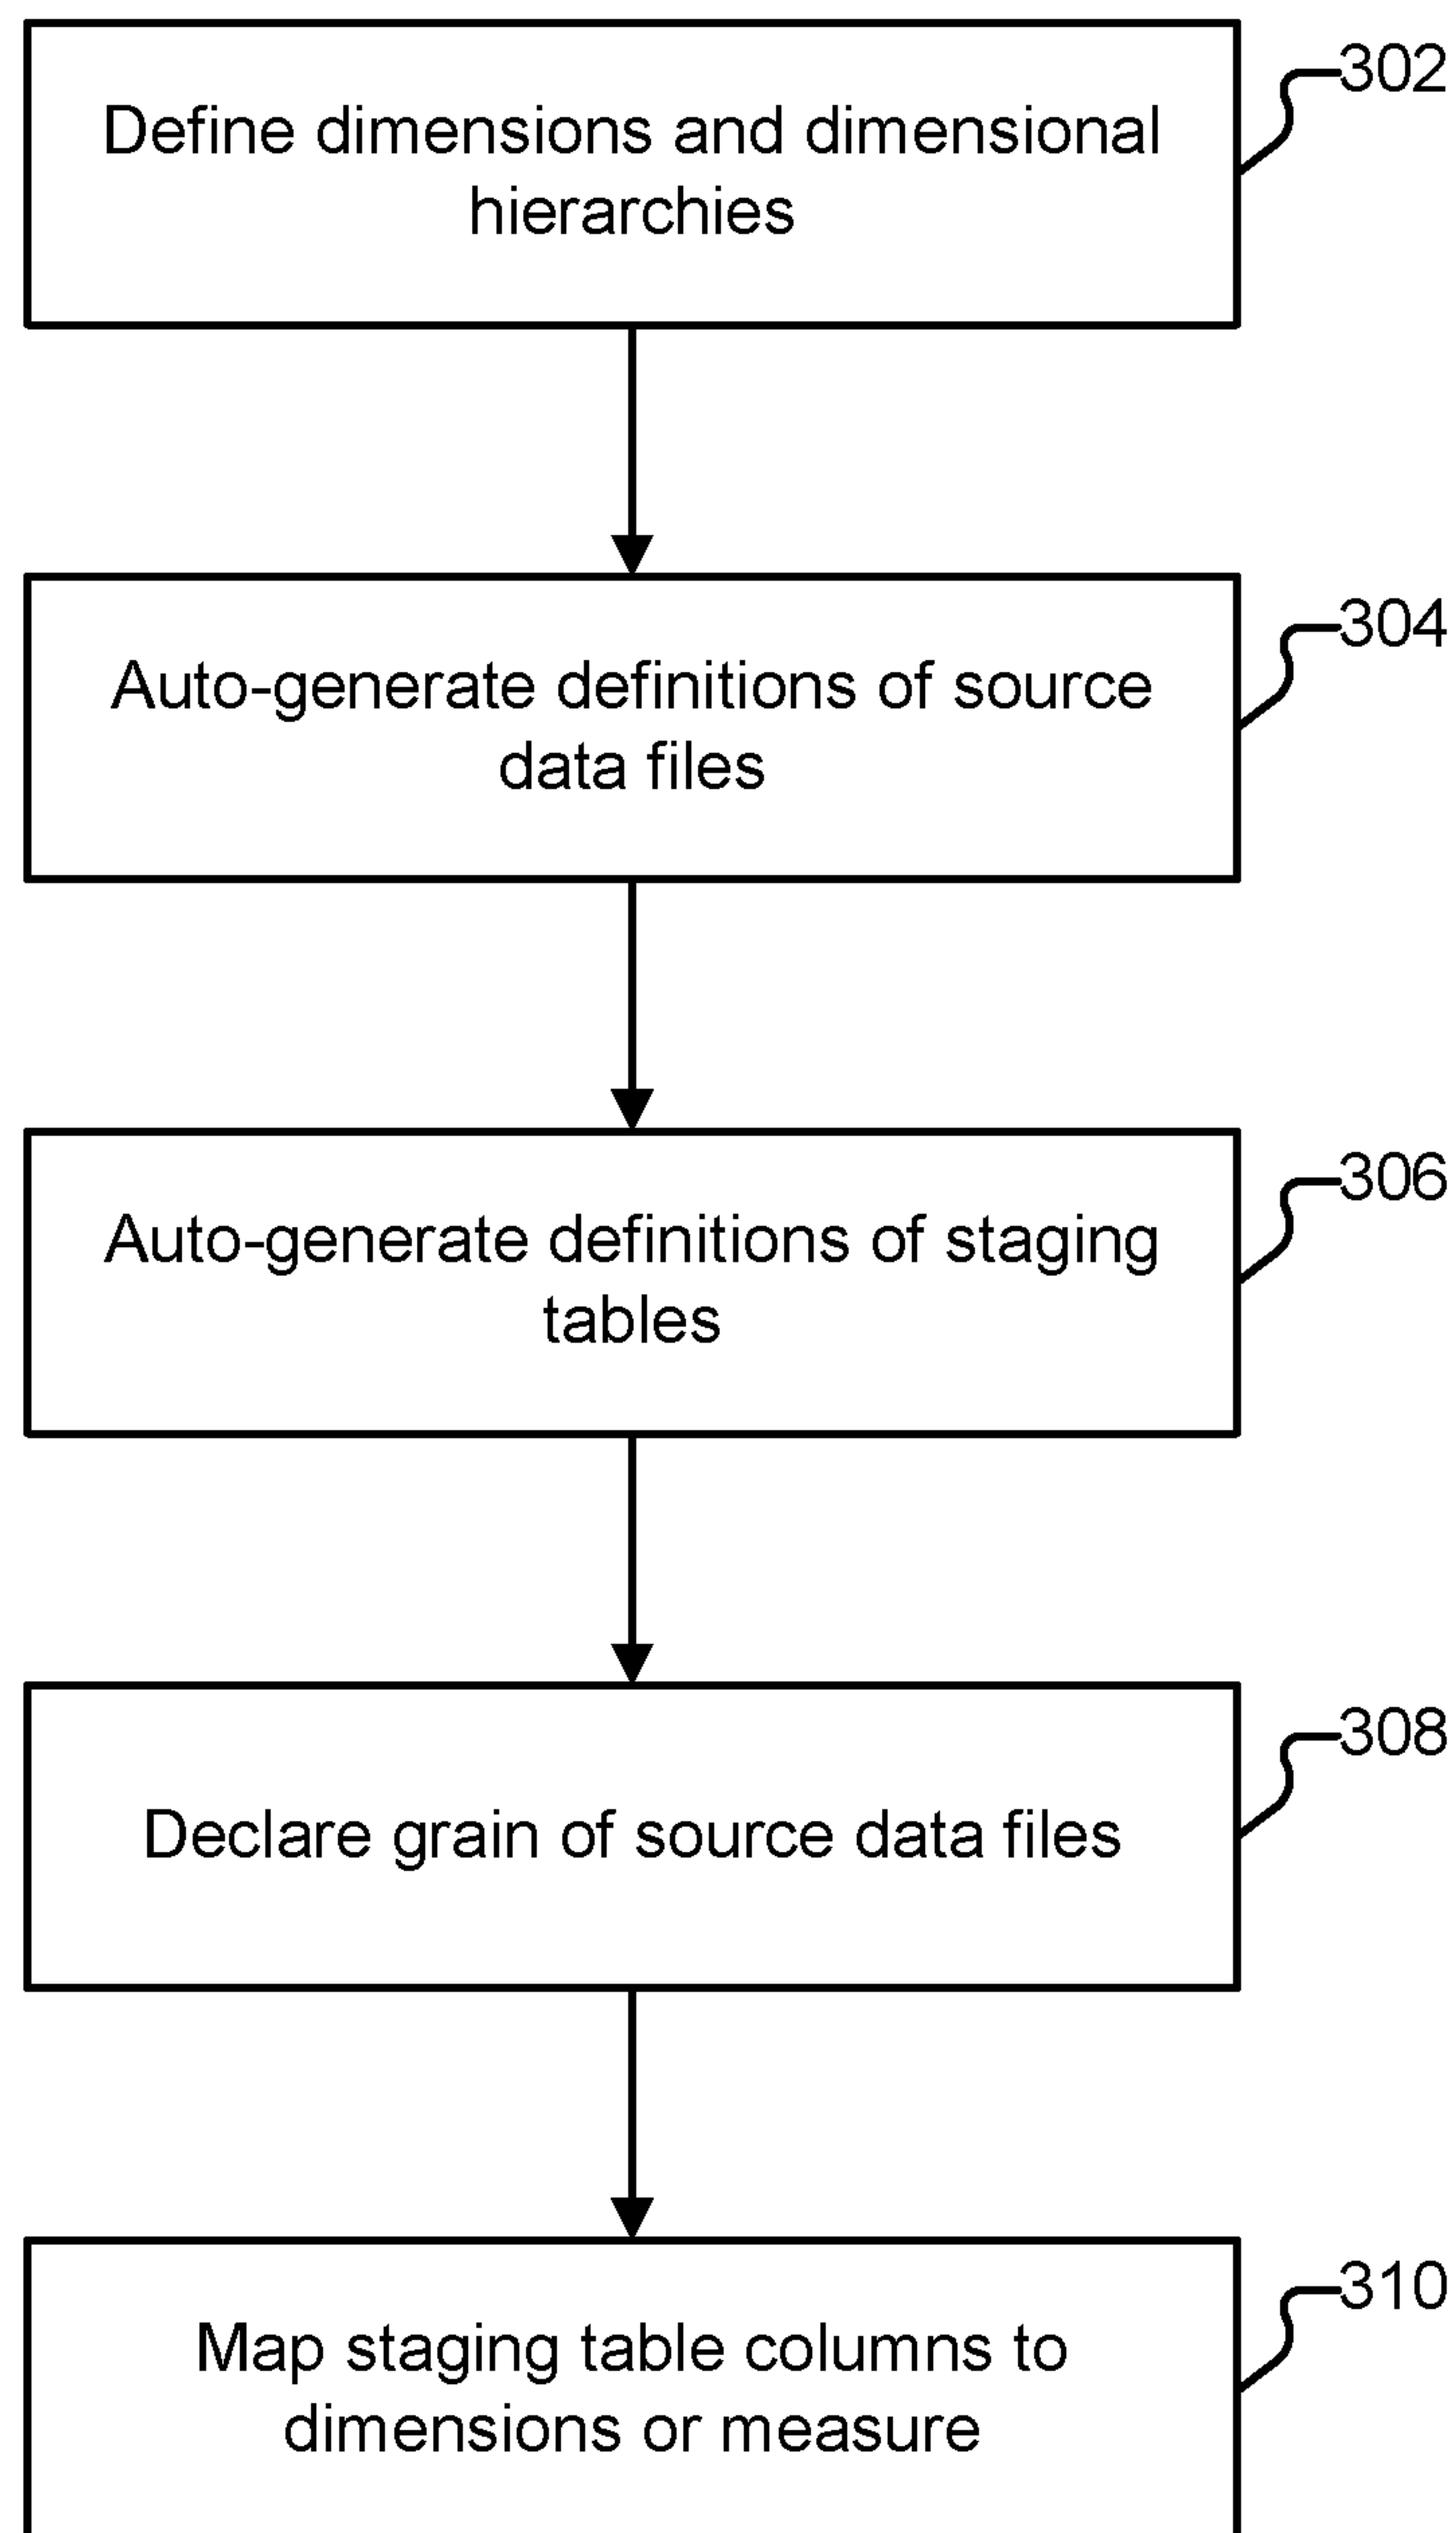 302
Define dimensions and dimensional
hierarchies
304
Auto-generate definitions of source
data files
306
Auto-generate definitions of staging
tables
308
Declare grain of source data files
310
Map staging table columns to
dimensions or measure